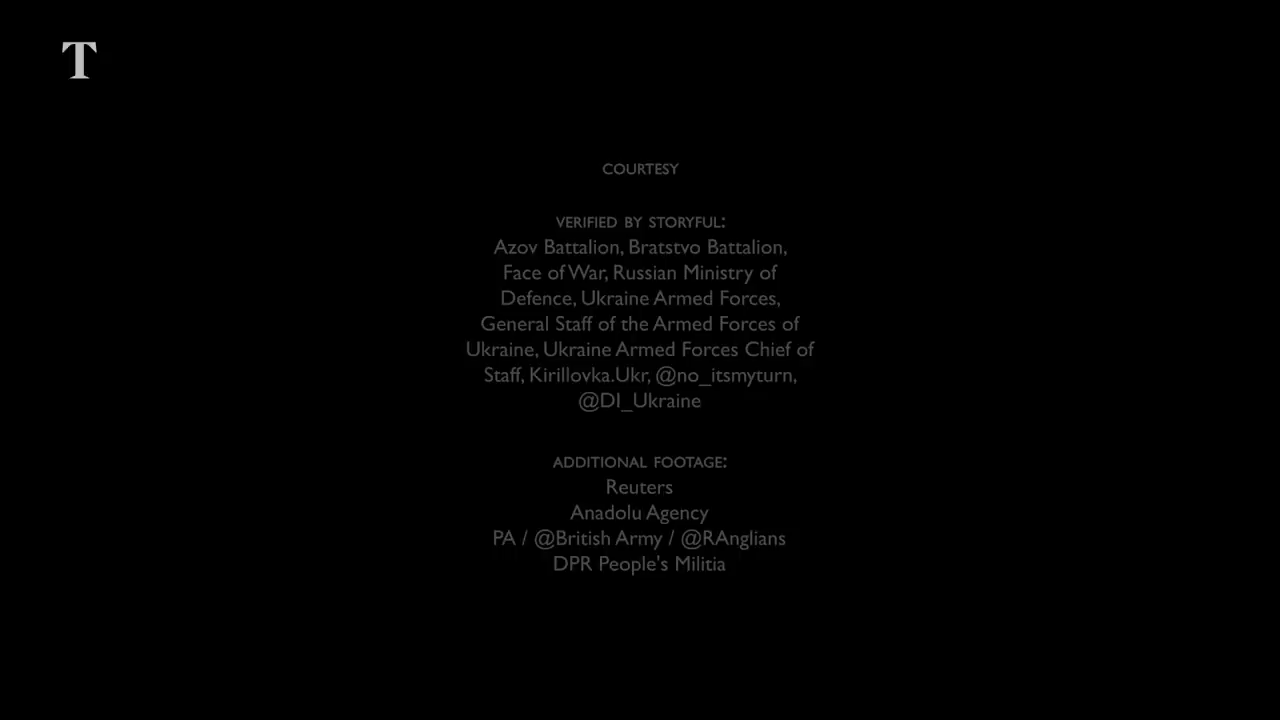 T
COURTESY
VERIFIED BY STORYFUL:
Azov Battalion, Bratstvo Battalion,
Face of War, Russian Ministry of
Defence, Ukraine Armed Forces,
General Staff of the Armed Forces of
Ukraine, Ukraine Armed Forces Chief of
Staff, Kirillovka.Ukr, @no_itsmyturn,
@DI_Ukraine
ADDITIONAL FOOTAGE:
Reuters
Anadolu Agency
PA / @British Army / @RAnglians
DPR People's Militia